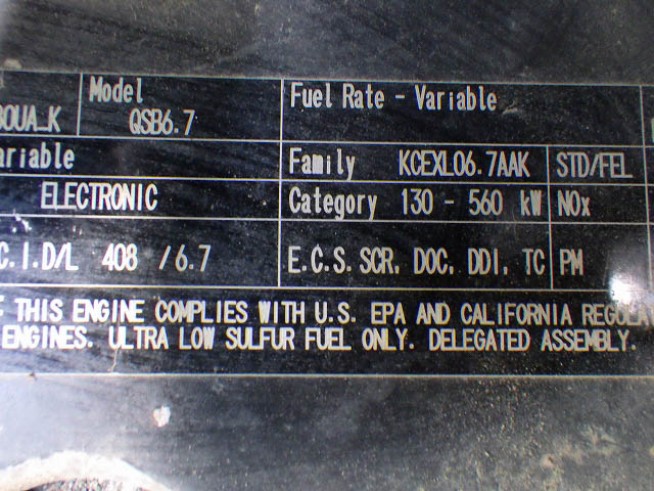 Model
Fuel Rate - Variable
QSB6.7
Family KCEXL06.7AAK STD/FEL
ELECTRONIC Category 130 - 560 kW NOx
C.I.D/L 408 /6.7 E.C.S. SCR. DOC. DDI. TC PM
THIS ENGINE COMPLIES WITH U.S. EPA AND CALIFORNIA
ENGINES. ULTRA LOW SULFUR FUEL ONLY. DELEGATED ASSEMBLY.